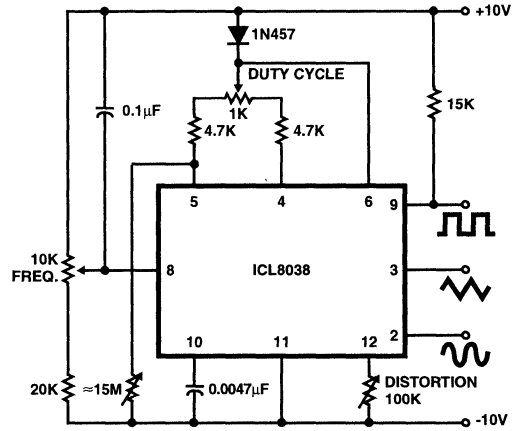 +10V
1N457
DUTY CYCLE
1K
0.1µF
4.7K
4.7K
15K
5
4
6
9
10K
FREQ.
8
ICL8038
3
2
10
11
12
20K
≈15M
0.0047µF
DISTORTION
100K
-10V